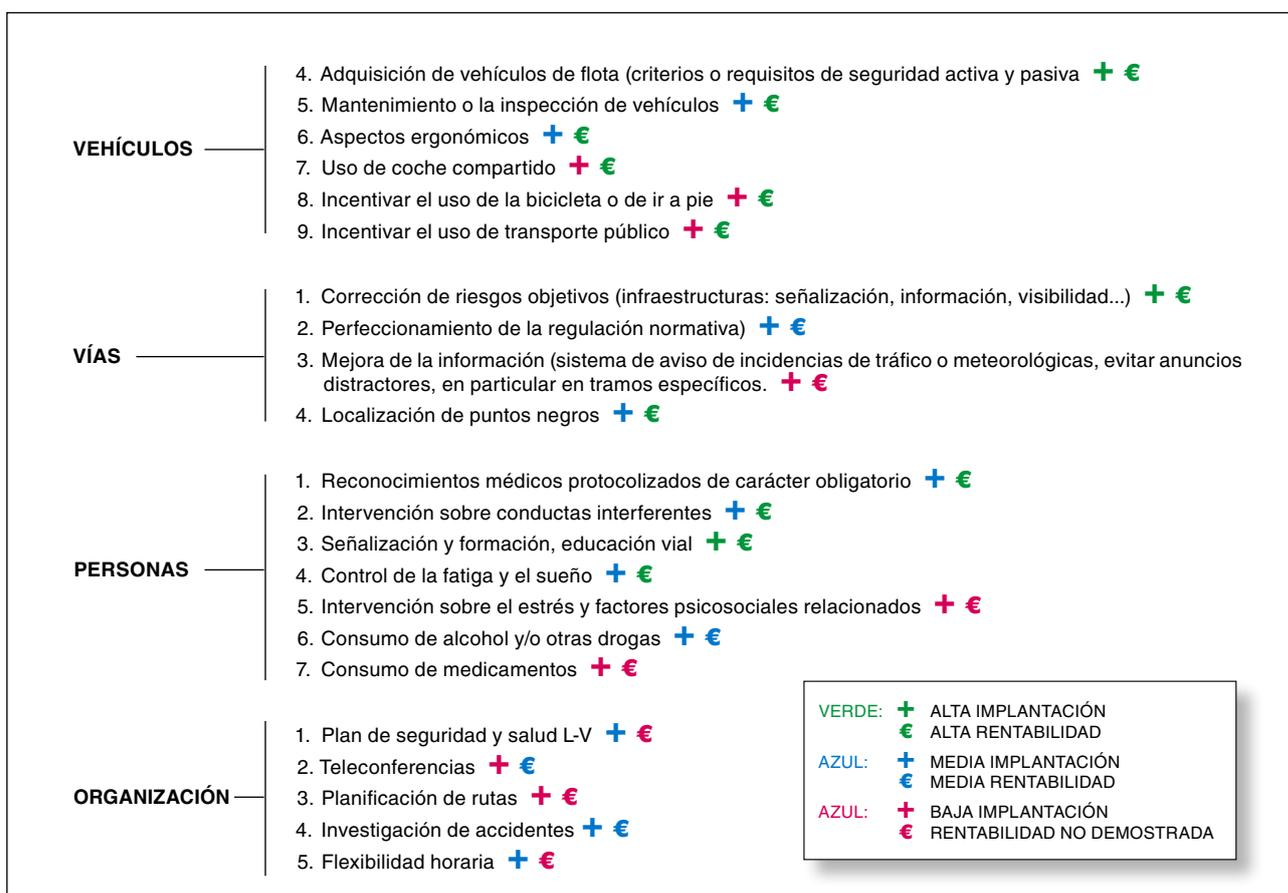 VEHÍCULOS
4. Adquisición de vehículos de flota (criterios o requisitos de seguridad activa y pasiva + €
5. Mantenimiento o la inspección de vehículos + €
6. Aspectos ergonómicos + €
7. Uso de coche compartido + €
8. Incentivar el uso de la bicicleta o de ir a pie + €
9. Incentivar el uso de transporte público + €
VÍAS
1. Corrección de riesgos objetivos (infraestructuras: señalización, información, visibilidad...) + €
2. Perfeccionamiento de la regulación normativa) + €
3. Mejora de la información (sistema de aviso de incidencias de tráfico o meteorológicas, evitar anuncios
distractores, en particular en tramos específicos. + €
4. Localización de puntos negros + €
PERSONAS
1. Reconocimientos médicos protocolizados de carácter obligatorio + €
2. Intervención sobre conductas interferentes + €
3. Señalización y formación, educación vial + €
4. Control de la fatiga y el sueño + €
5. Intervención sobre el estrés y factores psicosociales relacionados + €
6. Consumo de alcohol y/o otras drogas + €
7. Consumo de medicamentos + €
ORGANIZACIÓN
1. Plan de seguridad y salud L-V + €
2. Teleconferencias + €
3. Planificación de rutas + €
4. Investigación de accidentes + €
5. Flexibilidad horaria + €
VERDE: + ALTA IMPLANTACIÓN
€ ALTA RENTABILIDAD
AZUL: + MEDIA IMPLANTACIÓN
€ MEDIA RENTABILIDAD
AZUL: + BAJA IMPLANTACIÓN
€ RENTABILIDAD NO DEMOSTRADA